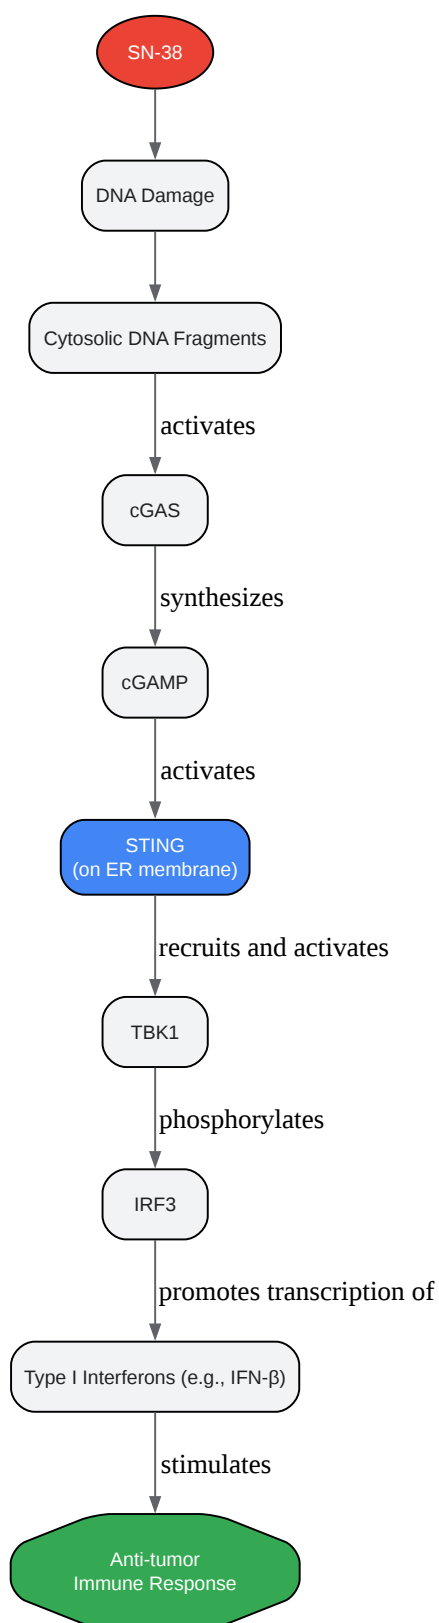 SN-38
DNA Damage
Cytosolic DNA Fragments
activates
cGAS
synthesizes
cGAMP
activates
STING
(on ER membrane)
recruits and activates
TBK1
phosphorylates
IRF3
promotes transcription of
Type I Interferons (e.g., IFN-β)
stimulates
Anti-tumor
Immune Response